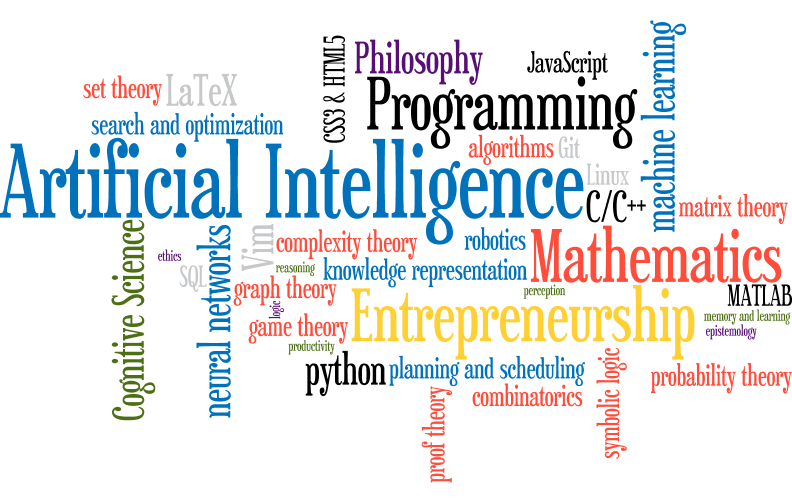 CSS3 & HTML5
Philosophy
JavaScript
machine learning
set theory
LaTeX
Programming
search and optimization
algorithms
Git
Artificial Intelligence
Linux
C/C++
matrix theory
Cognitive Science
ethics
neural networks
Vim
complexity theory
robotics
Mathematics
SQL
reasoning
knowledge representation
graph theory
perception
MATLAB
logic
game theory
Entrepreneurship
memory and learning
epistemology
productivity
python
planning and scheduling
symbolic logic
probability theory
proof theory
combinatorics